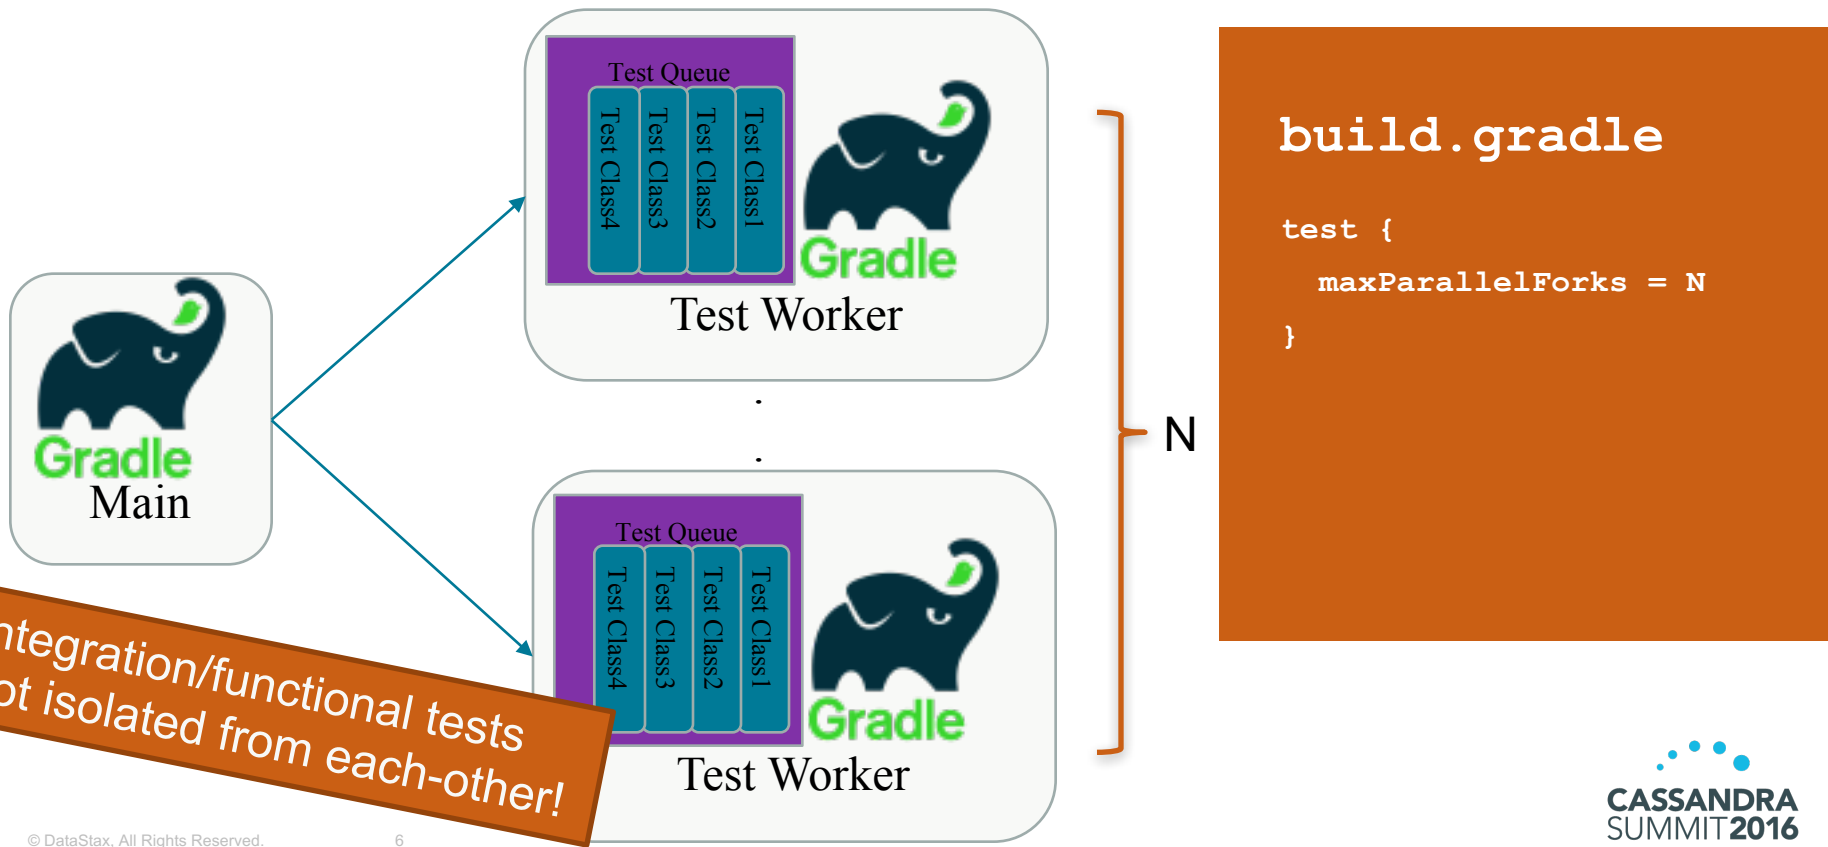 Test Queue
Test Class4
Test Class3
Test Class2
Test Class1
Gradle
Test Worker
Gradle
Main
.
.
N
Test Queue
Test Class4
Test Class3
Test Class2
Test Class1
Gradle
Test Worker
build.gradle
test {
maxParallelForks = N
}
ntegration/functional tests
ot isolated from each-other!
© DataStax, All Rights Reserved.
6
CASSANDRA
SUMMIT2016